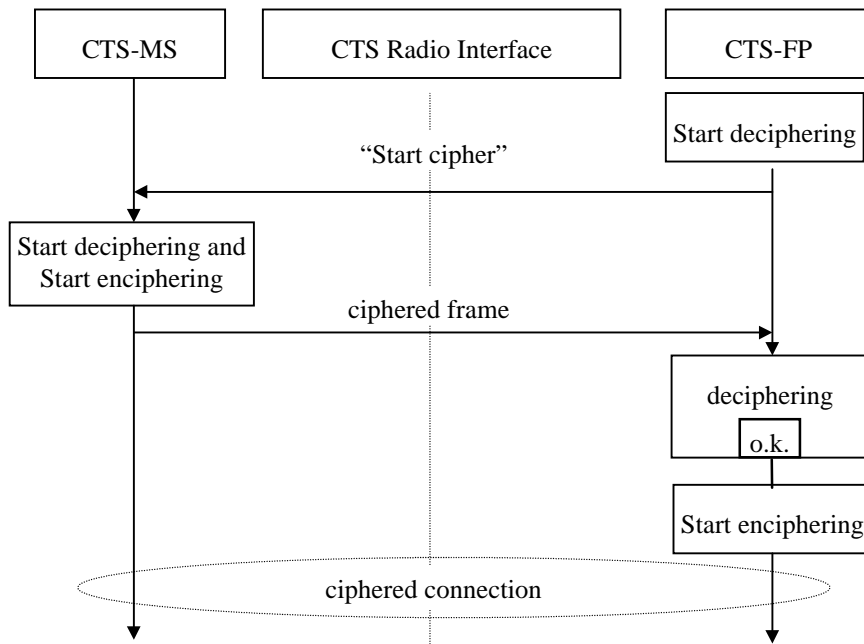 CTS-MS
CTS Radio Interface
CTS-FP
Start deciphering
“Start cipher”
Start deciphering and
Start enciphering
ciphered frame
deciphering
o.k.
Start enciphering
ciphered connection